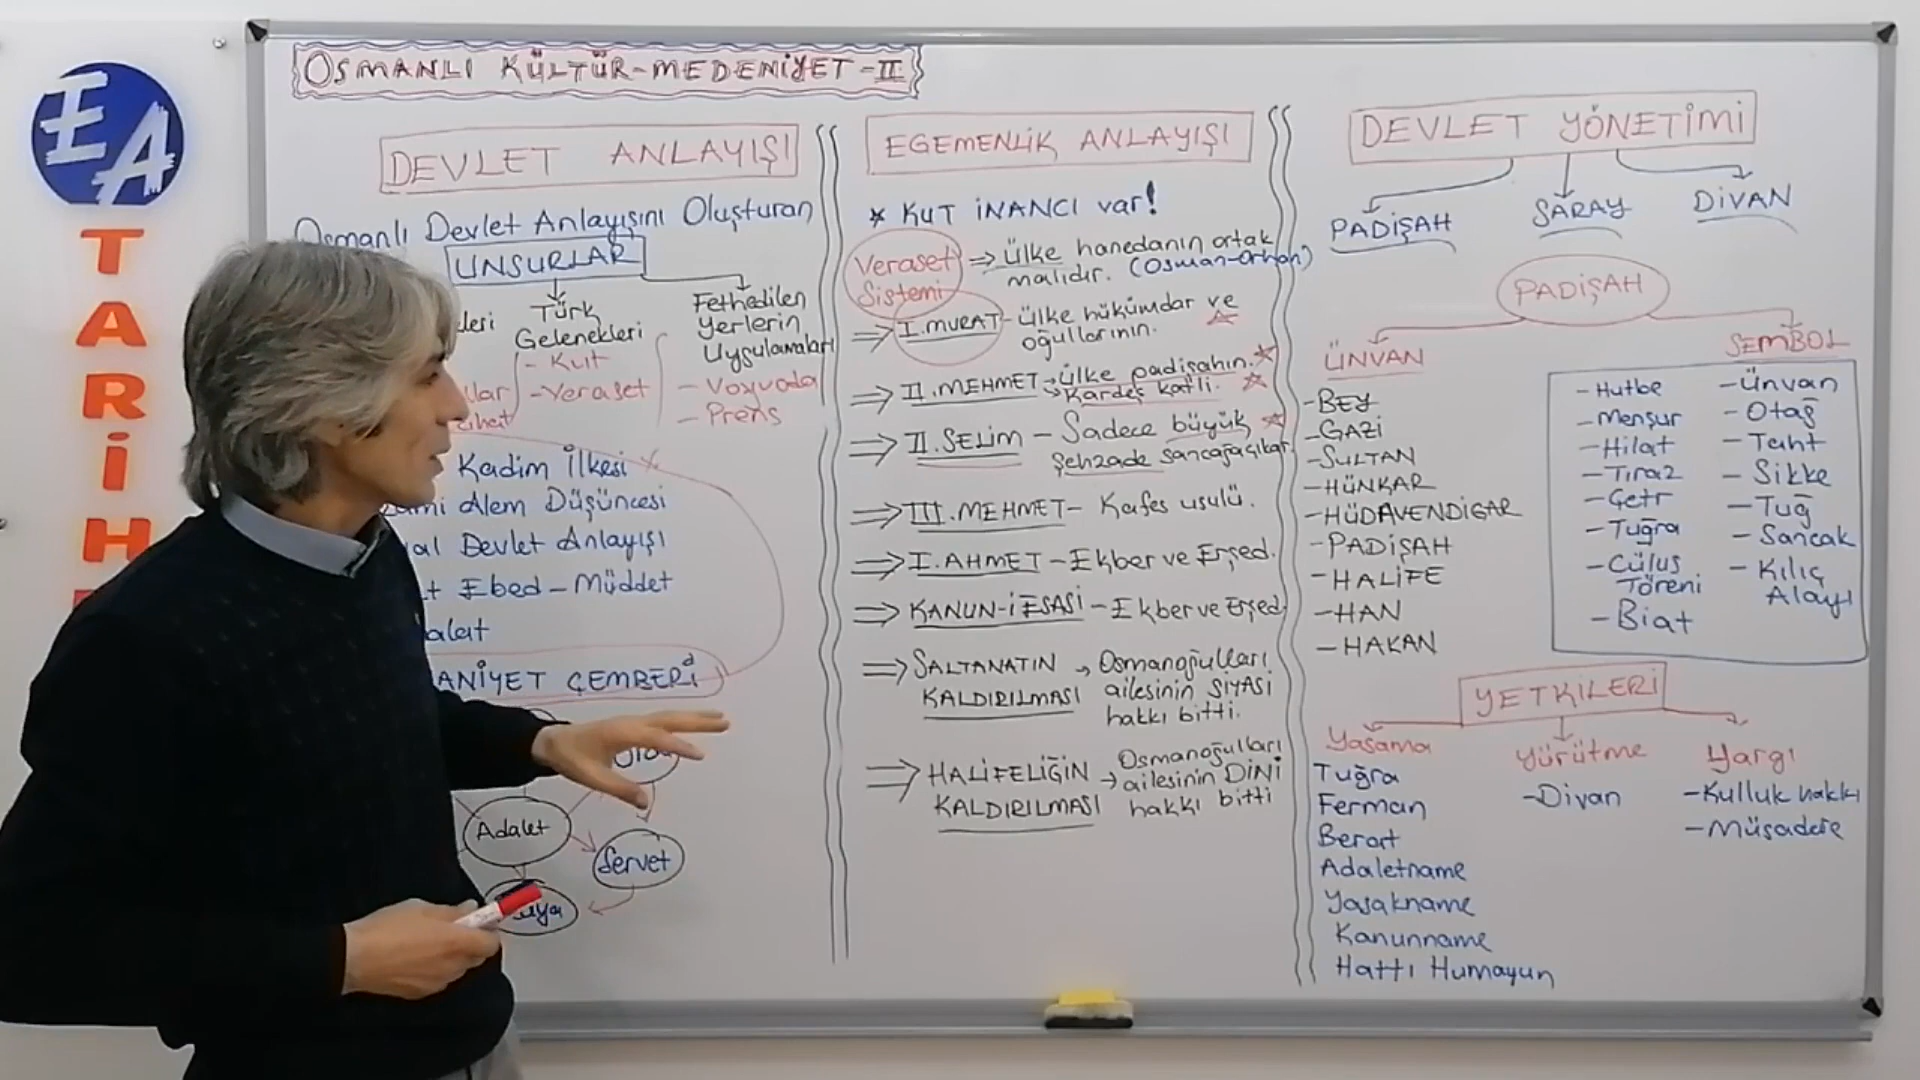 EA
TARİH
OSMANLI KÜLTÜR-MEDENİYET-II
DEVLET ANLAYIŞI
Osmanlı Devlet Anlayışını Oluşturan
UNSURLAR
Türk
Gelenekleri
- Kut
- Veraset
Fethedilen
Yerlerin
Uygulamaları
- Voyvoda
- Prens
Kadim İlkesi
Alem Düşüncesi
Devlet Anlayışı
Ebed-Müddet
ÇEMBERİ
Adalet
Servet
EGEMENLİK ANLAYIŞI
* KUT İNANCI var!
Veraset
Sistemi
⇒ Ülke hanedanın ortak
malıdır. (Osman-Orhan)
⇒ I.MURAT - ülke hükümdar ve
oğullarının.
⇒ II.MEHMET → Ülke padişahın.
→ Kardeş katli.
⇒ II.SELİM - Sadece büyük
Şehzade sancağa çıkar.
⇒ III.MEHMET - Kafes usulü.
⇒ I.AHMET - Ekber ve Erşed.
⇒ KANUN-İ ESASİ - Ekber ve Erşed
⇒ SALTANATIN
KALDIRILMASI
→ Osmanoğulları
ailesinin SİYASİ
hakkı bitti.
⇒ HALİFELİĞİN
KALDIRILMASI
→ Osmanoğulları
ailesinin DİNİ
hakkı bitti
DEVLET YÖNETİMİ
PADİŞAH
SARAY
DİVAN
PADİŞAH
ÜNVAN
- BEY
- GAZİ
- SULTAN
- HÜNKAR
- HÜDAVENDİGAR
- PADİŞAH
- HALİFE
- HAN
- HAKAN
SEMBOL
- Hutbe
- Menşur
- Hilat
- Tıraz
- Çetr
- Tuğra
- Cülus
Töreni
- Biat
- Ünvan
- Otağ
- Taht
- Sikke
- Tuğ
- Sancak
- Kılıç
Alayı
YETKİLERİ
Yasama
Tuğra
Ferman
Berat
Adaletname
Yasakname
Kanunname
Hattı Humayun
Yürütme
- Divan
Yargı
- Kulluk hakkı
- Müsadere